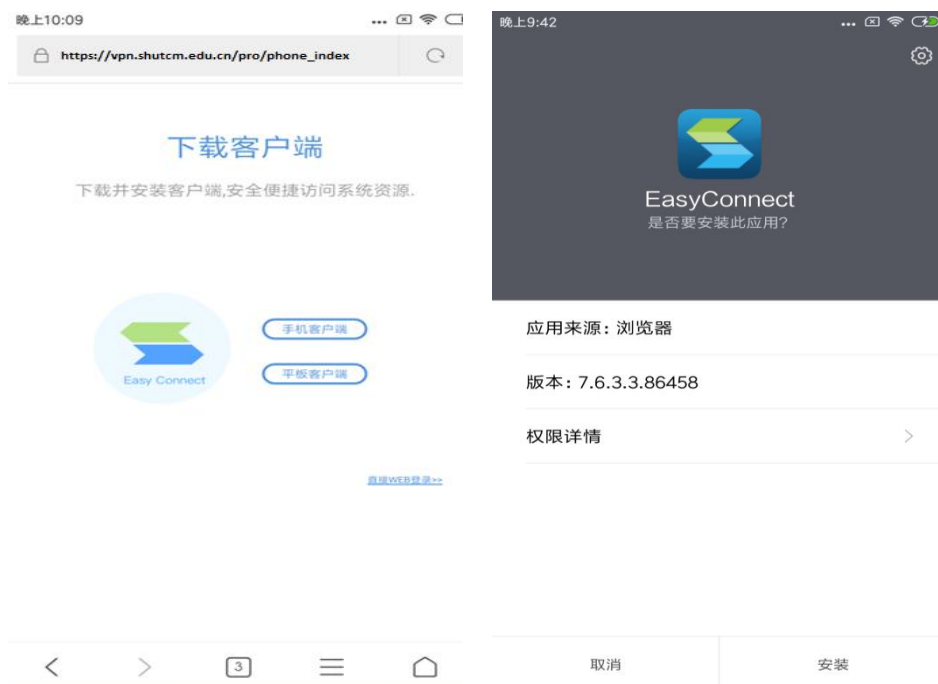 晚上10:09
https://vpn.shutcm.edu.cn/pro/phone_index
下载客户端
下载并安装客户端,安全便捷访问系统资源.
手机客户端
Easy Connect
平板客户端
直接WEB登录>>
3
晚上9:42
EasyConnect
是否要安装此应用?
应用来源: 浏览器
版本: 7.6.3.3.86458
权限详情
取消
安装